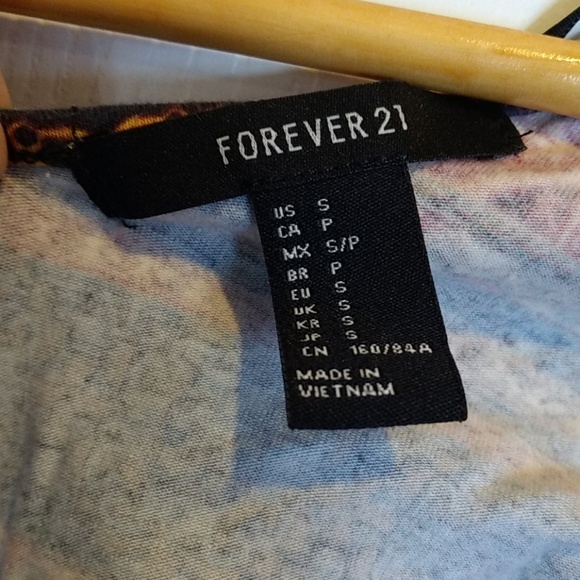 FOREVER 21
US S
CA P
MX S/P
BR P
EU S
UK S
KR S
JP S
CN 160/84A
MADE IN
VIETNAM